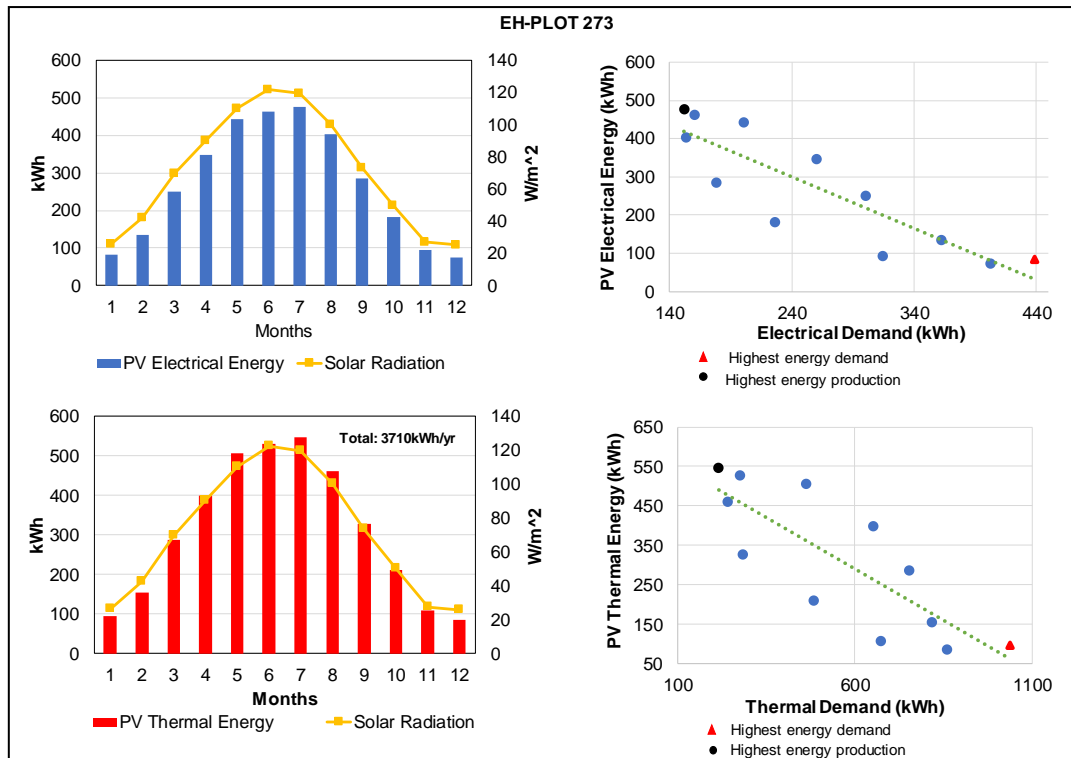 EH-PLOT 273
600
500
400
300
200
100
0
kWh
140
120
100
80
60
40
20
0
W/m^2
1 2 3 4 5 6 7 8 9 10 11 12
Months
PV Electrical Energy Solar Radiation
600
500
400
300
200
100
0
PV Electrical Energy (kWh)
140 240 340 440
Electrical Demand (kWh)
Highest energy demand
Highest energy production
600
500
400
300
200
100
0
kWh
Total: 3710kWh/yr
140
120
100
80
60
40
20
0
W/m^2
1 2 3 4 5 6 7 8 9 10 11 12
Months
PV Thermal Energy Solar Radiation
650
550
450
350
250
150
50
PV Thermal Energy (kWh)
100 600 1100
Thermal Demand (kWh)
Highest energy demand
Highest energy production